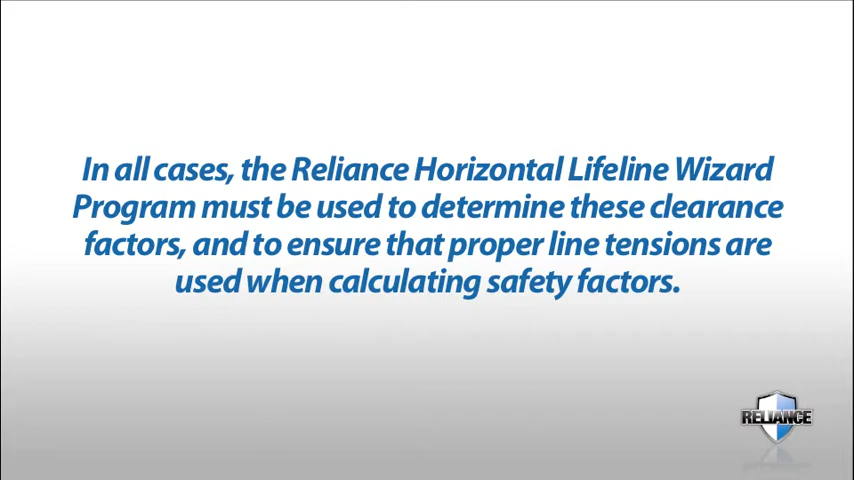 In all cases, the Reliance Horizontal Lifeline Wizard
Program must be used to determine these clearance
factors, and to ensure that proper line tensions are
used when calculating safety factors.
RELIANCE